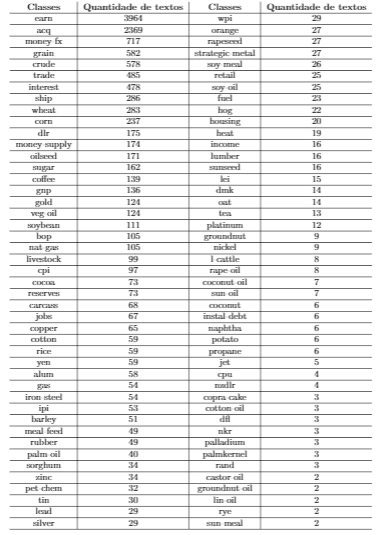 Classes Quantidade de textos Classes Quantidade de textos
earn 3964 wpi 29
acq 2369 orange 27
money fx 717 rapeseed 27
grain 582 strategic metal 27
crude 578 soy meal 26
trade 485 retail 25
interest 478 soy oil 25
ship 286 fuel 23
wheat 283 hog 22
corn 237 housing 20
dlr 175 heat 19
money supply 174 income 16
oilseed 171 lumber 16
sugar 162 sunseed 16
coffee 139 lei 15
gnp 136 dmk 14
gold 124 oat 14
veg oil 124 tea 13
soybean 111 platinum 12
bop 105 groundnut 9
nat gas 105 nickel 9
livestock 99 l cattle 8
cpi 97 rape oil 8
cocoa 73 coconut oil 7
reserves 73 sun oil 7
carcass 68 coconut 6
jobs 67 instal debt 6
copper 65 naphtha 6
cotton 59 potato 6
rice 59 propane 6
yen 59 jet 5
alum 58 cpu 4
gas 54 nzdlr 4
iron steel 54 copra cake 3
ipi 53 cotton oil 3
barley 51 dfl 3
meal feed 49 nkr 3
rubber 49 palladium 3
palm oil 40 palmkernel 3
sorghum 34 rand 3
zinc 34 castor oil 2
pet chem 32 groundnut oil 2
tin 30 lin oil 2
lead 29 rye 2
silver 29 sun meal 2